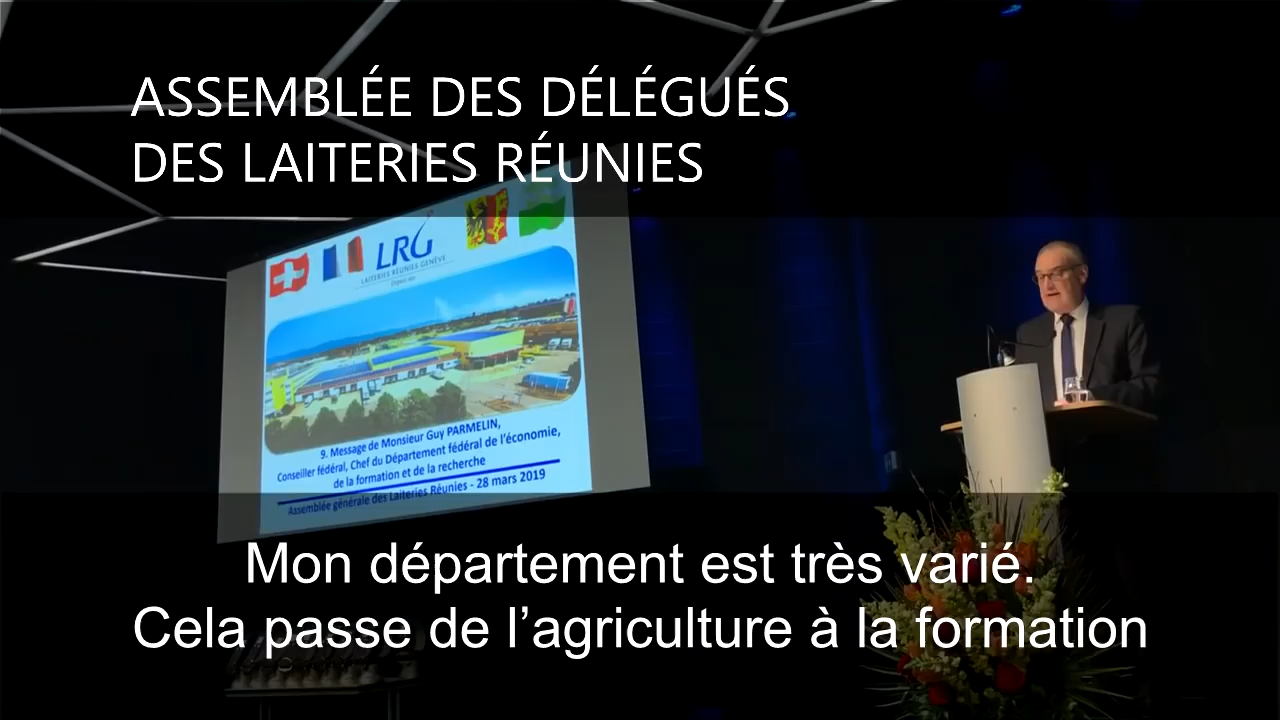 ASSEMBLÉE DES DÉLÉGUÉS
DES LAITERIES RÉUNIES
LRG
LAITERIES RÉUNIES GENÈVE
9. Message de Monsieur Guy PARMELIN,
Conseiller fédéral, Chef du Département fédéral de l'économie,
de la formation et de la recherche
Assemblée générale des Laiteries Réunies - 28 mars 2019
Mon département est très varié.
Cela passe de l’agriculture à la formation